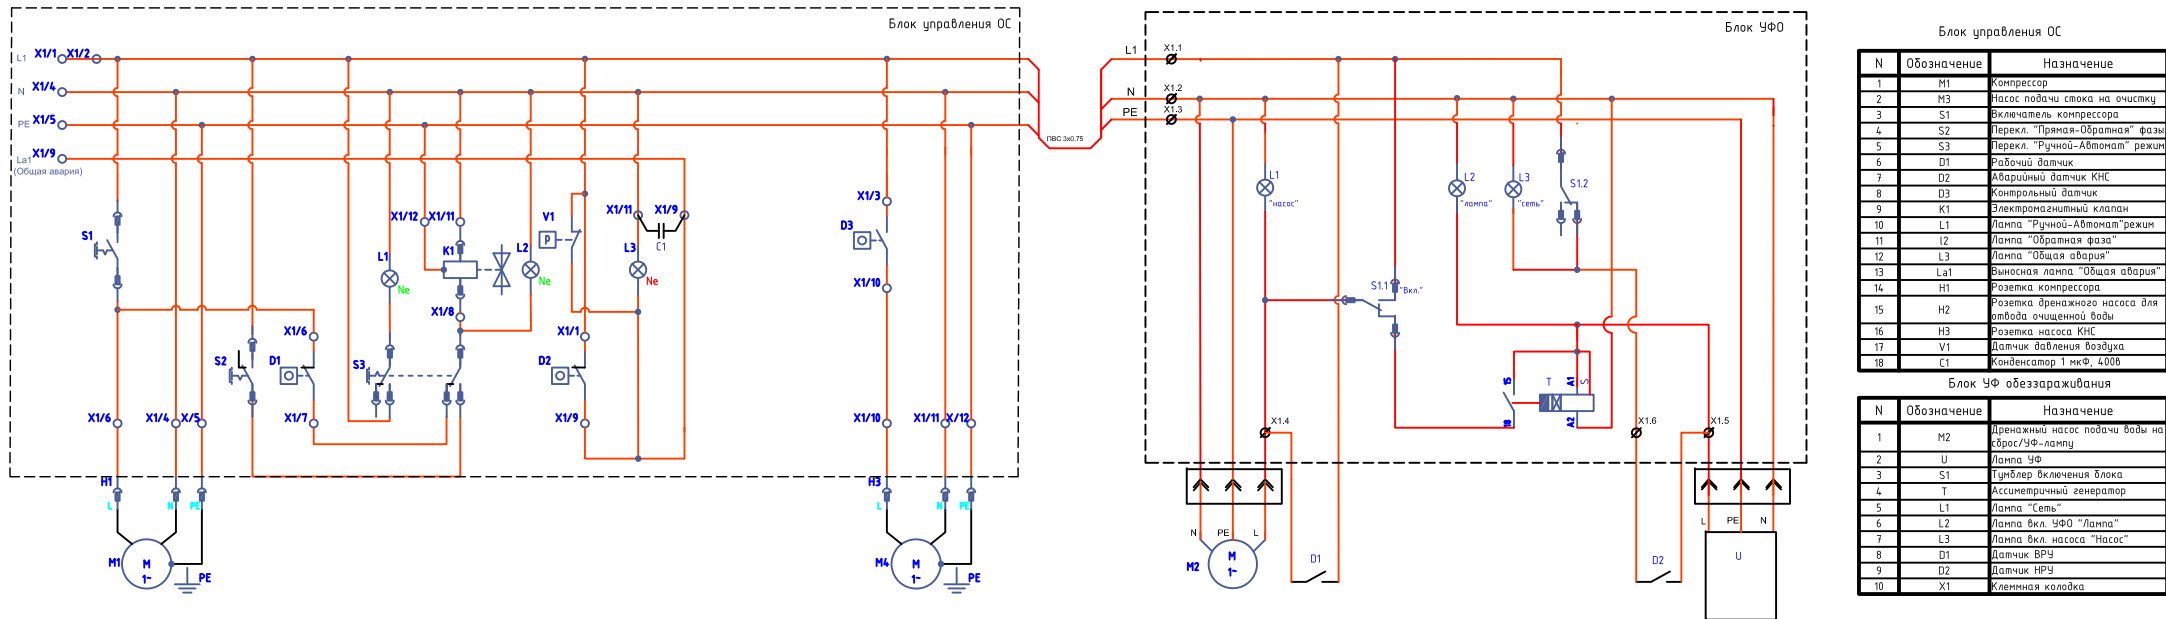 Блок управления ОС
L1 X1/1 X1/2
N X1/4
PE X1/5
La1 X1/9
(Общая авария)
S1
X1/12 X1/11
V1
P
X1/11 X1/9
C1
K1
L2
L3
L1
Ne
Ne
Ne
X1/8
X1/6
X1/1
S2
D1
S3
D2
X1/6
X1/4
X/5
X1/7
X1/9
X1/3
D3
X1/10
X1/10
X1/11
X/12
H1
L
N
PE
M1
M
1~
PE
H3
L
N
PE
M4
M
1~
PE
ПВС 3х0,75
Блок УФО
L1
X1.1
N
X1.2
PE
X1.3
L1
"насос"
L2
"лампа"
L3
"сеть"
S1.2
S1.1
"Вкл."
15
T
A1
S
18
A2
X1.4
X1.6
X1.5
N
PE
L
M2
M
1~
D1
D2
L
PE
N
U
Блок управления ОС
N Обозначение Назначение
1 M1 Компрессор
2 M3 Насос подачи стока на очистку
3 S1 Включатель компрессора
4 S2 Перекл. "Прямая-Обратная" фазы
5 S3 Перекл. "Ручной-Автомат" режим
6 D1 Рабочий датчик
7 D2 Аварийный датчик КНС
8 D3 Контрольный датчик
9 K1 Электромагнитный клапан
10 L1 Лампа "Ручной-Автомат"режим
11 l2 Лампа "Обратная фаза"
12 L3 Лампа "Общая авария"
13 La1 Выносная лампа "Общая авария"
14 H1 Розетка компрессора
15 H2 Розетка дренажного насоса для
отвода очищенной воды
16 H3 Розетка насоса КНС
17 V1 Датчик давления воздуха
18 C1 Конденсатор 1 мкФ, 400в
Блок УФ обеззараживания
N Обозначение Назначение
1 M2 Дренажный насос подачи воды на
сброс/УФ-лампу
2 U Лампа УФ
3 S1 Тумблер включения блока
4 T Ассиметричный генератор
5 L1 Лампа "Сеть"
6 L2 Лампа вкл. УФО "Лампа"
7 L3 Лампа вкл. насоса "Насос"
8 D1 Датчик ВРУ
9 D2 Датчик НРУ
10 X1 Клеммная колодка